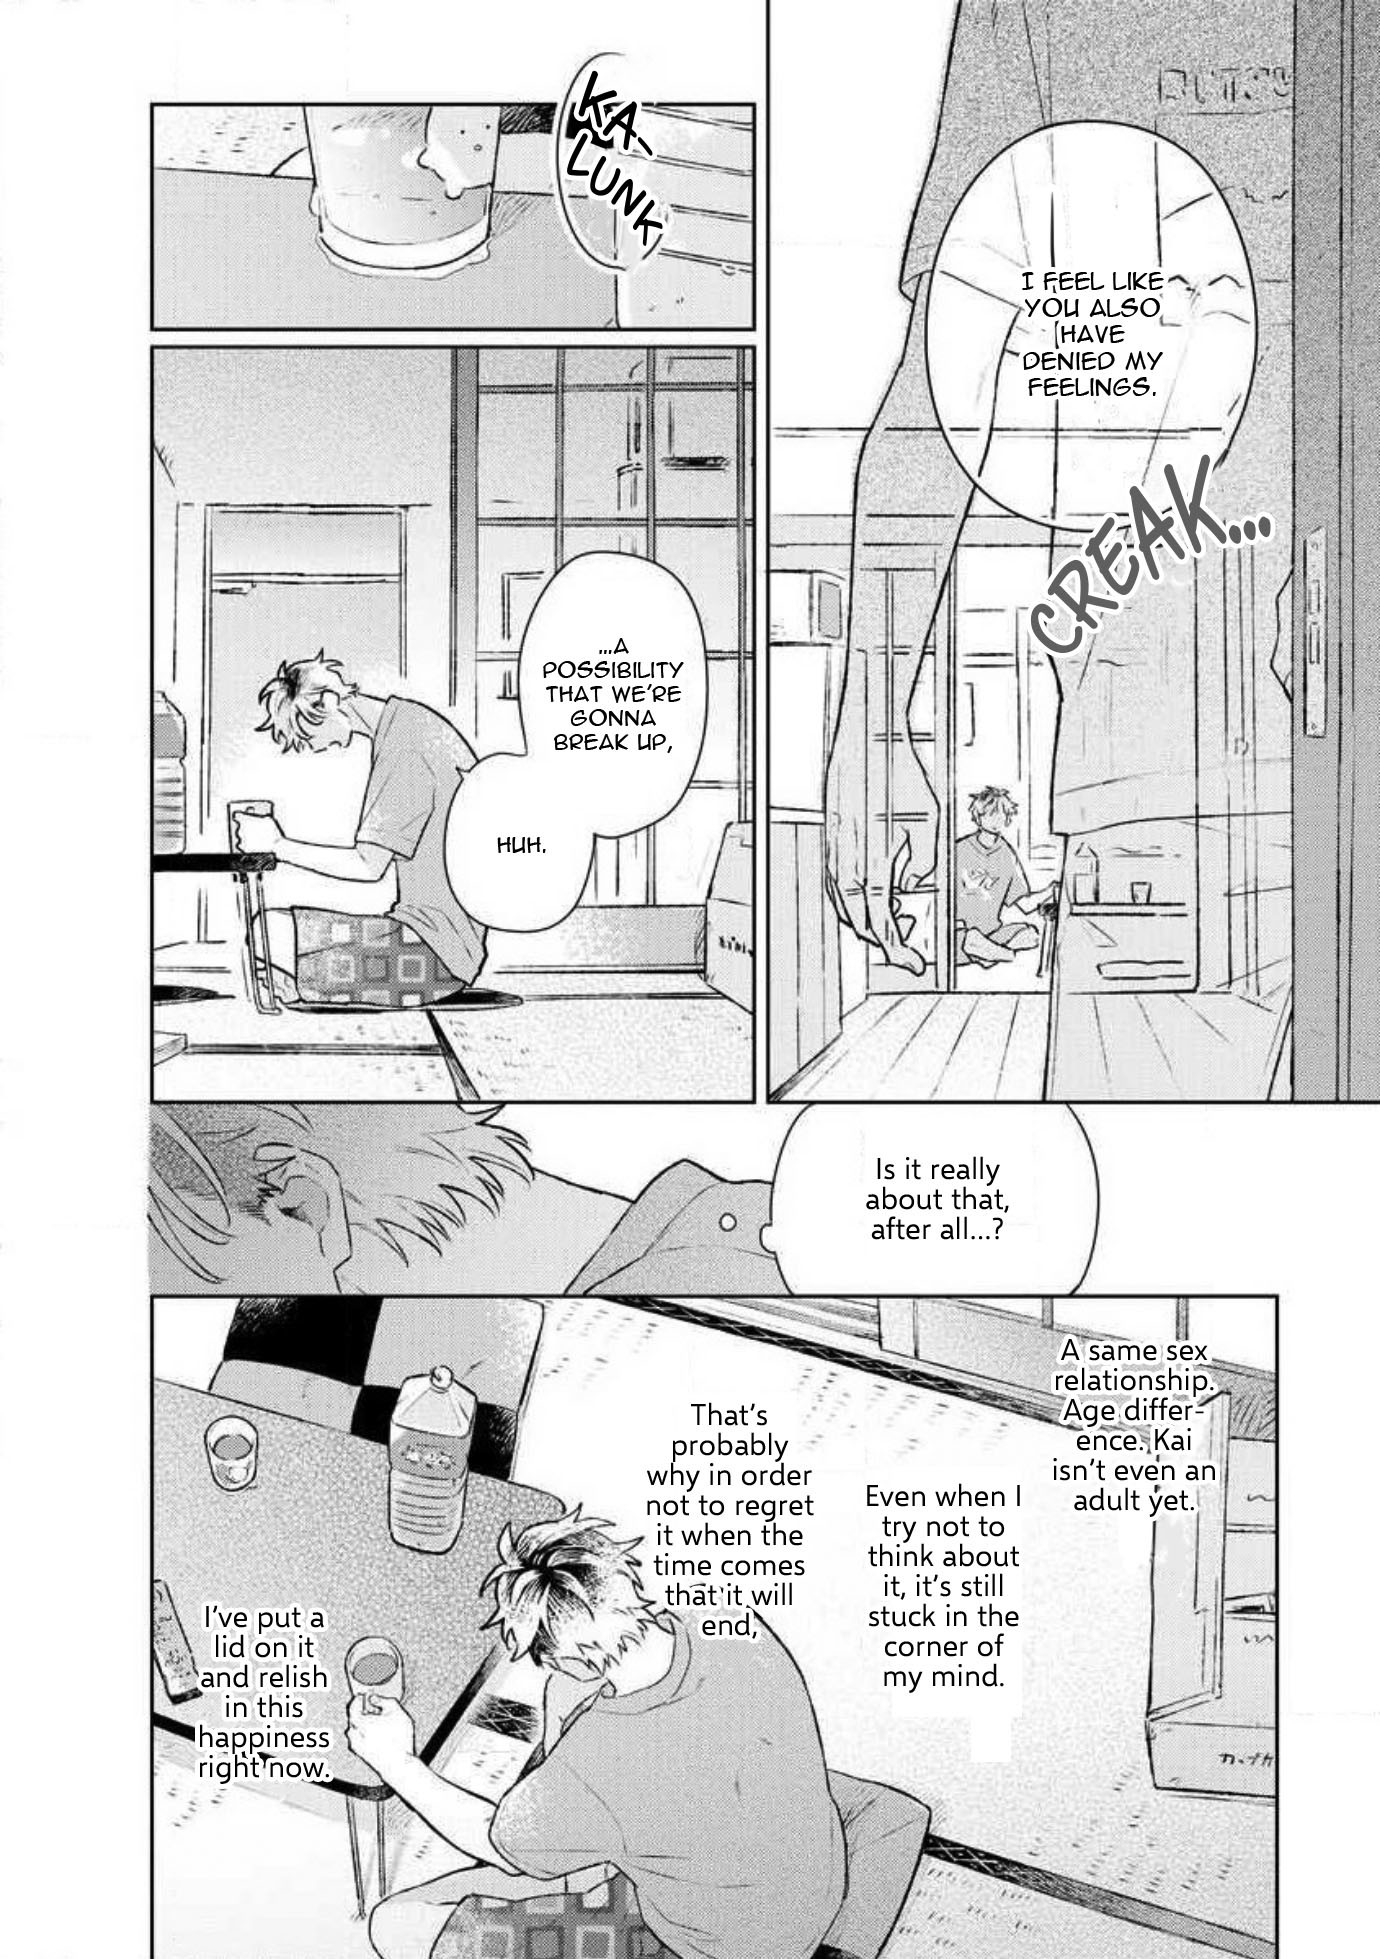 I FEEL LIKE
YOU ALSO
HAVE
DENIED MY
FEELINGS.
CREAK...
KA-
LUNK
...A
POSSIBILITY
THAT WE'RE
GONNA
BREAK UP,
HUH.
Is it really
about that,
after all...?
A same sex
relationship.
Age differ-
ence. Kai
isn't even an
adult yet.
Even when I
try not to
think about
it, it's still
stuck in the
corner of
my mind.
That's
probably
why in order
not to regret
it when the
time comes
that it will
end,
I've put a
lid on it
and relish
in this
happiness
right now.